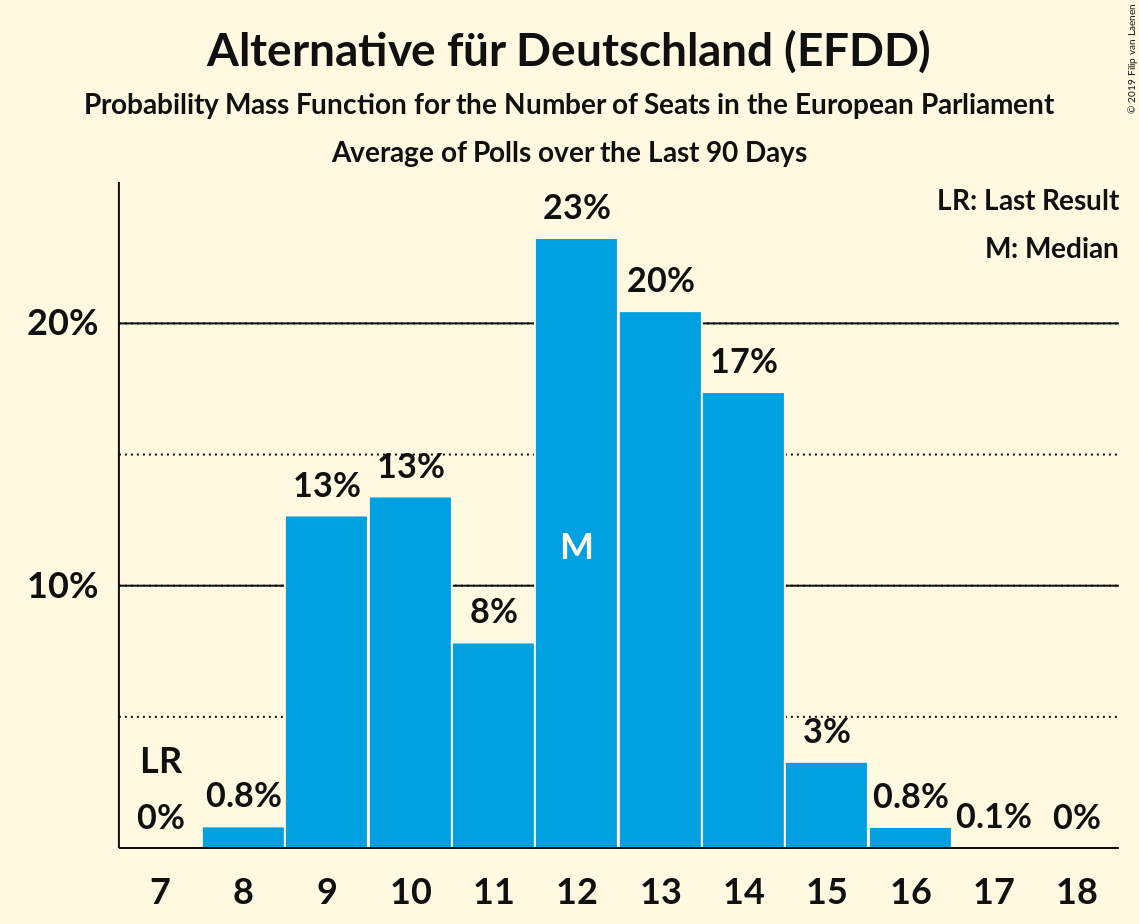 Alternative für Deutschland (EFDD)
Probability Mass Function for the Number of Seats in the European Parliament
Average of Polls over the Last 90 Days
© 2019 Filip van Laenen
LR: Last Result
M: Median
23%
20%
20%
17%
13%
13%
M
10%
8%
3%
LR
0%
0.8%
0.8%
0.1%
0%
7 8 9 10 11 12 13 14 15 16 17 18